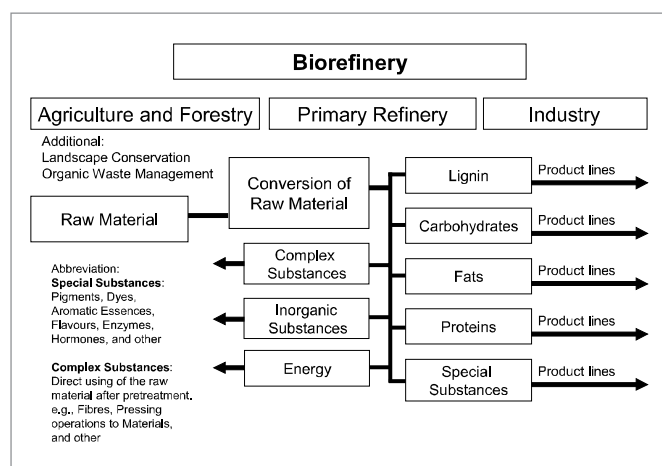 Biorefinery
Agriculture and Forestry
Primary Refinery
Industry
Additional:
Landscape Conservation
Organic Waste Management
Raw Material
Conversion of
Raw Material
Complex
Substances
Inorganic
Substances
Energy
Lignin
Product lines
Carbohydrates
Product lines
Fats
Product lines
Proteins
Product lines
Special
Substances
Product lines
Abbreviation:
Special Substances:
Pigments, Dyes,
Aromatic Essences,
Flavours, Enzymes,
Hormones, and other
Complex Substances:
Direct using of the raw
material after pretreatment.
e.g., Fibres, Pressing
operations to Materials,
and other